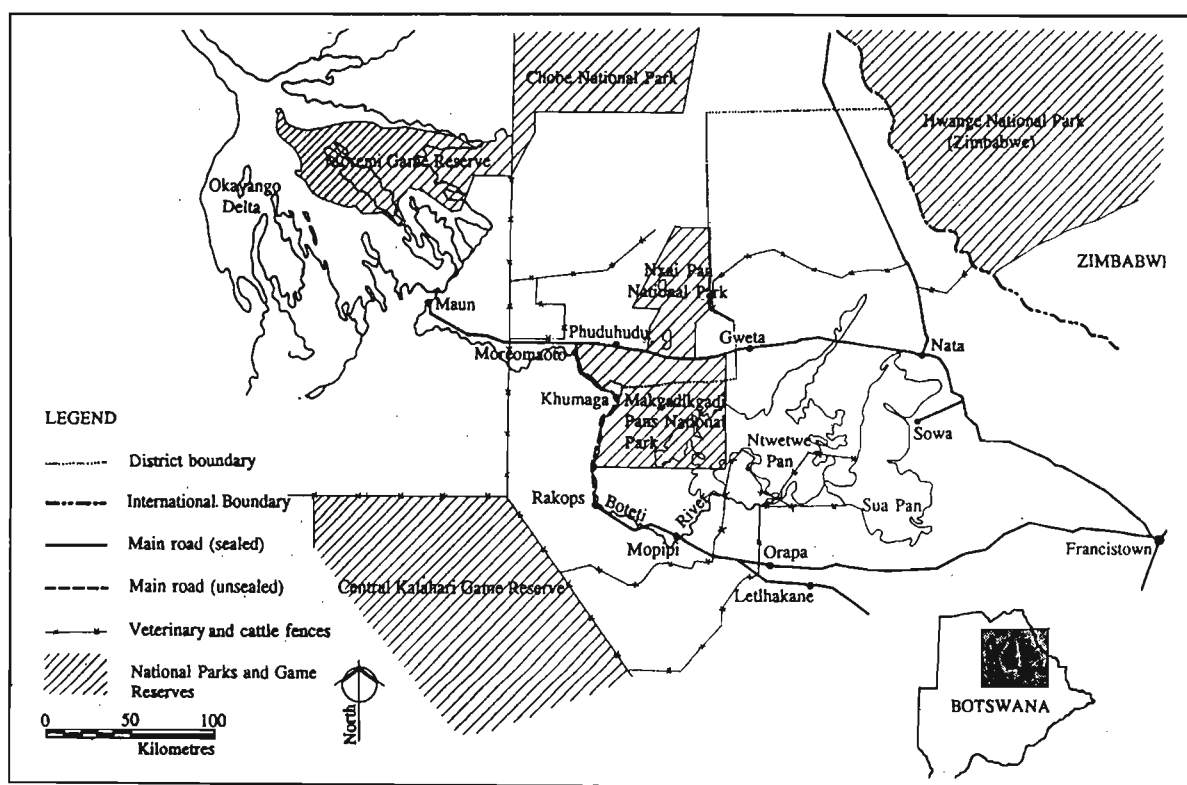 Chobe National Park
Hwange National Park
(Zimbabwe)
Moremi Game Reserve
Okavango
Delta
ZIMBABWI
Nxai Pan
National Park
Maun
Phuduhudu
Gweta
Nata
Moreomaoto
Khumaga
Makgadikgadi
Pans National
Park
Sowa
Ntwetwe
Pan
Rakops
Boteti
River
Sua Pan
Mopipi
Orapa
Francistown
Letlhakane
Central Kalahari Game Reserve
LEGEND
District boundary
International Boundary
Main road (sealed)
Main road (unsealed)
Veterinary and cattle fences
National Parks and Game
Reserves
0 50 100
Kilometres
North
BOTSWANA